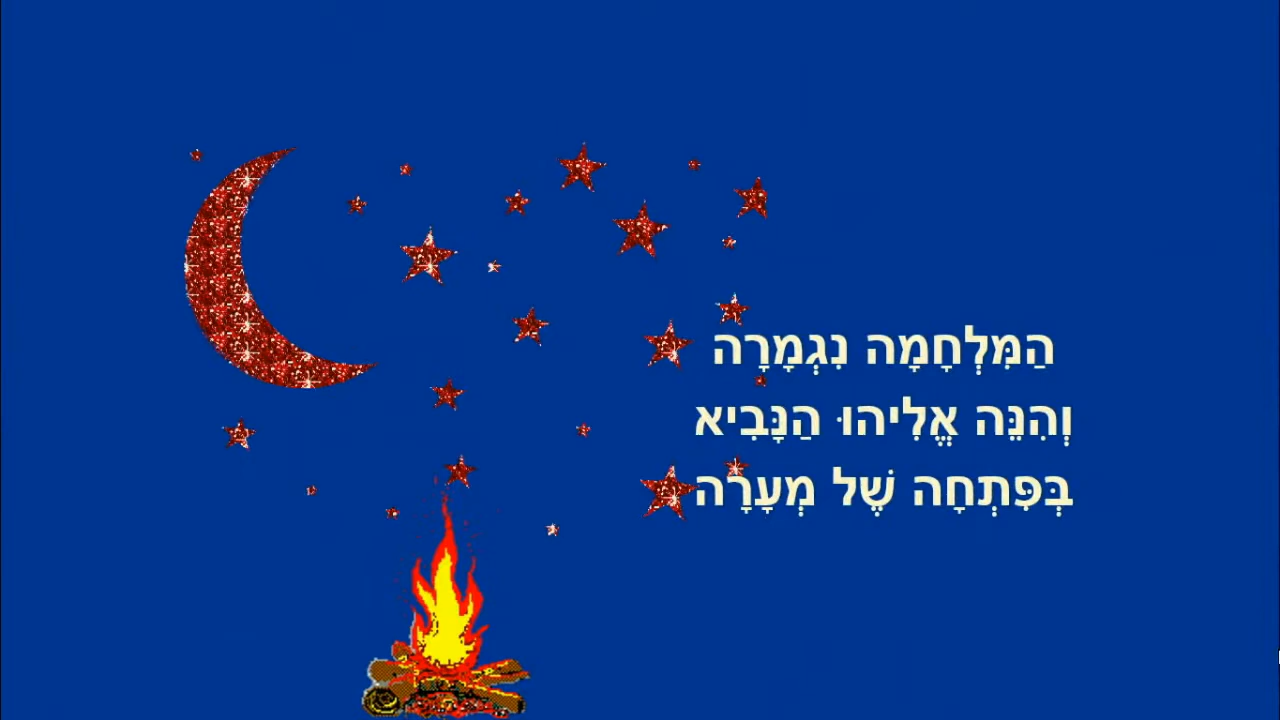 הַמִּלְחָמָה נִגְמָרָה
וְהִנֵּה אֱלִיהוּ הַנָּבִיא
בְּפִתְחָה שֶׁל מְעָרָה